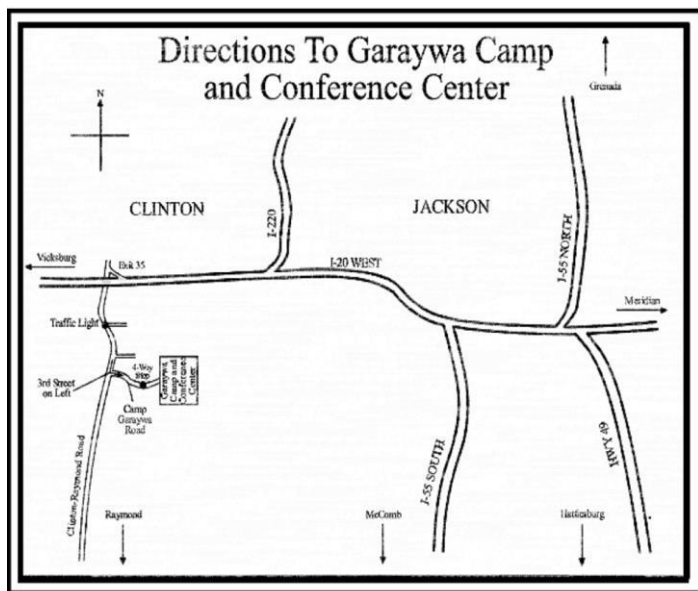 Directions To Garaywa Camp
and Conference Center
Grenada
N
CLINTON
JACKSON
I-220
I-55 NORTH
Vicksburg
Exit 35
I-20 WEST
Meridian
Traffic Light
3rd Street
on Left
4-Way
Stop
Garaywa
Camp and
Conference
Center
Camp
Garaywa
Road
Clinton-Raymond Road
I-55 SOUTH
HWY 49
Raymond
McComb
Hattiesburg